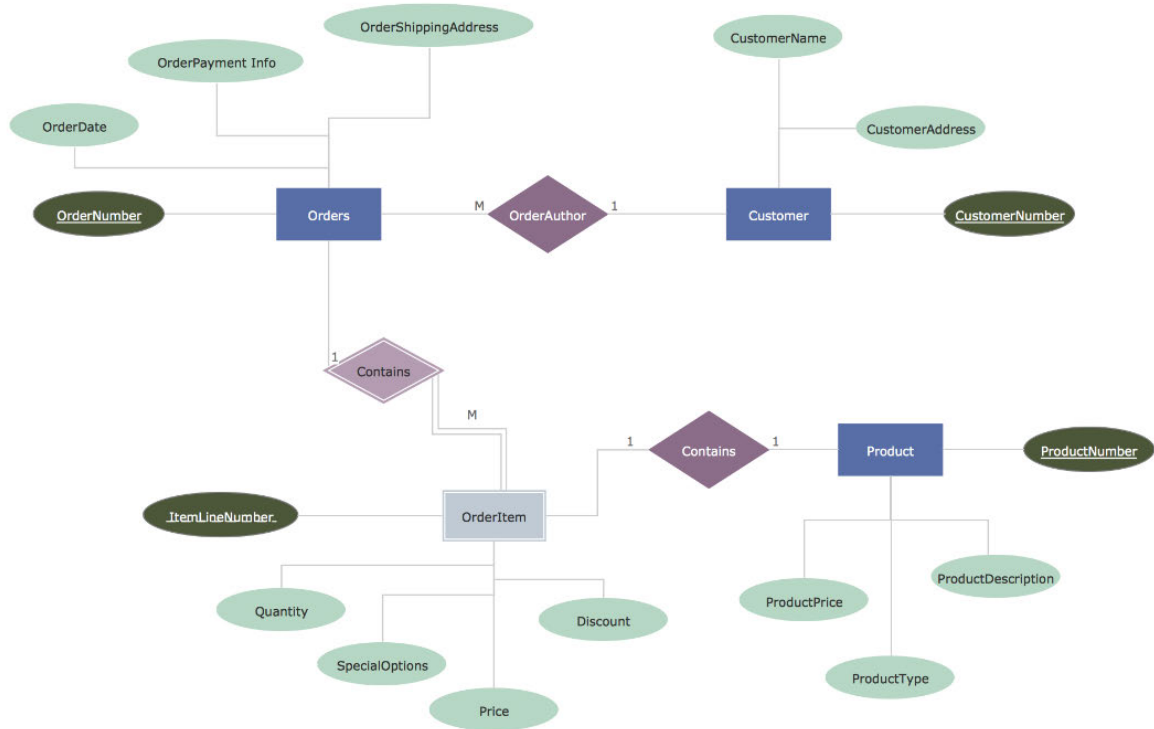 OrderShippingAddress
CustomerName
OrderPayment Info
OrderDate
CustomerAddress
OrderNumber
Orders
M
OrderAuthor
1
Customer
CustomerNumber
1
Contains
M
1
Contains
1
Product
ProductNumber
ItemLineNumber
OrderItem
Quantity
SpecialOptions
Price
Discount
ProductPrice
ProductType
ProductDescription